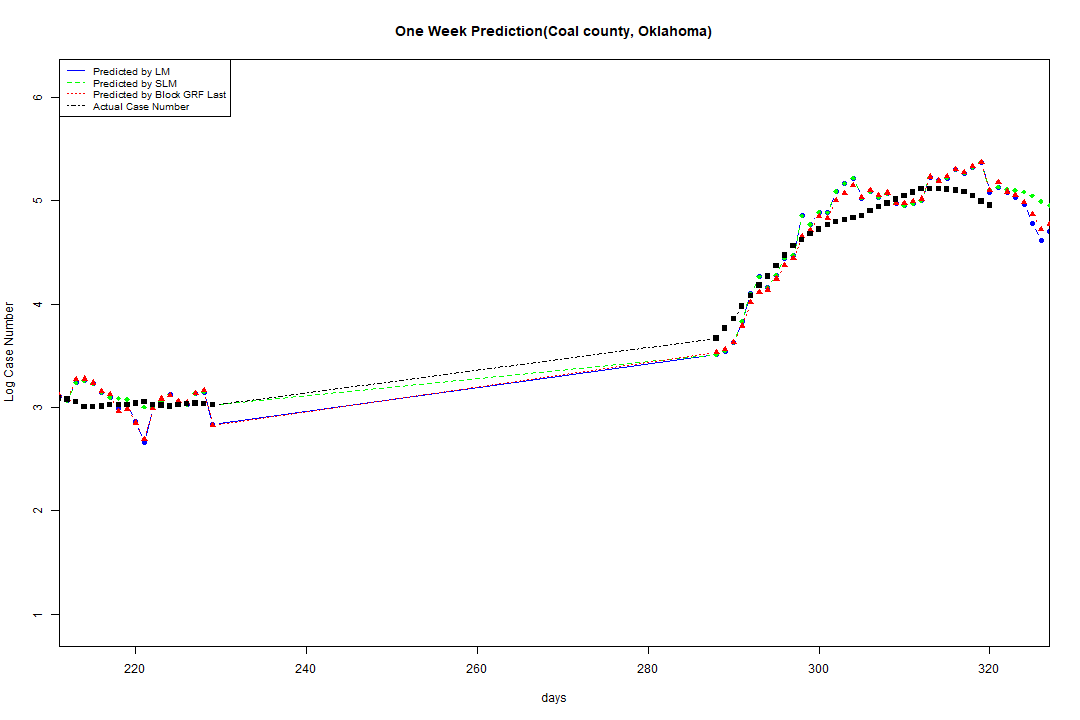 One Week Prediction(Coal county, Oklahoma)
Predicted by LM
Predicted by SLM
Predicted by Block GRF Last
Actual Case Number
6
5
4
3
2
1
Log Case Number
220
240
260
280
300
320
days